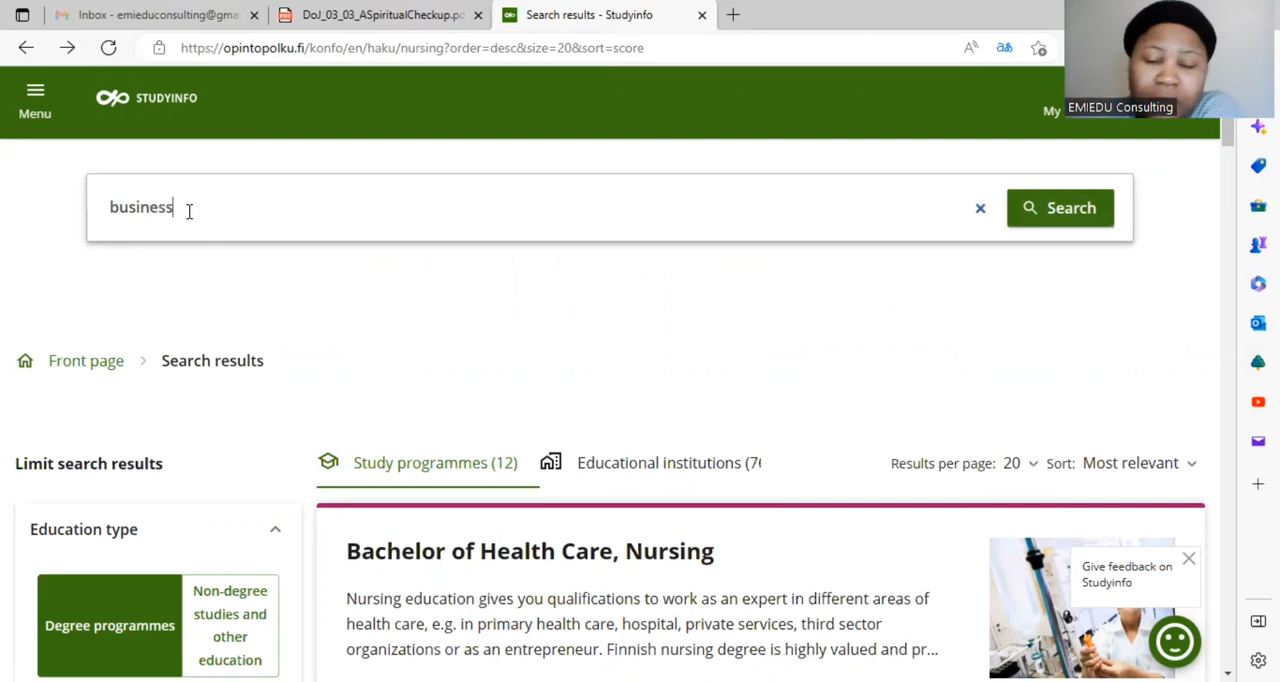 Inbox - emieduconsulting@gma
DoJ_03_03_ASpiritualCheckup.po
Search results - Studyinfo
https://opintopolku.fi/konfo/en/haku/nursing?order=desc&size=20&sort=score
Menu
STUDYINFO
My
EMIEDU Consulting
business
Search
Front page
Search results
Limit search results
Study programmes (12)
Educational institutions (76
Results per page: 20
Sort: Most relevant
Education type
Degree programmes
Non-degree
studies and
other
education
Bachelor of Health Care, Nursing
Nursing education gives you qualifications to work as an expert in different areas of
health care, e.g. in primary health care, hospital, private services, third sector
organizations or as an entrepreneur. Finnish nursing degree is highly valued and pr...
Give feedback on
Studyinfo